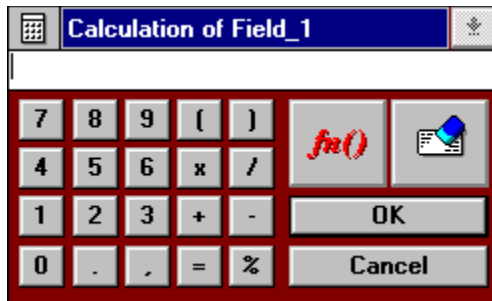 Calculation of Field_1
7 8 9 ( )
fn()
4 5 6 x /
1 2 3 + -
OK
0 . , = %
Cancel